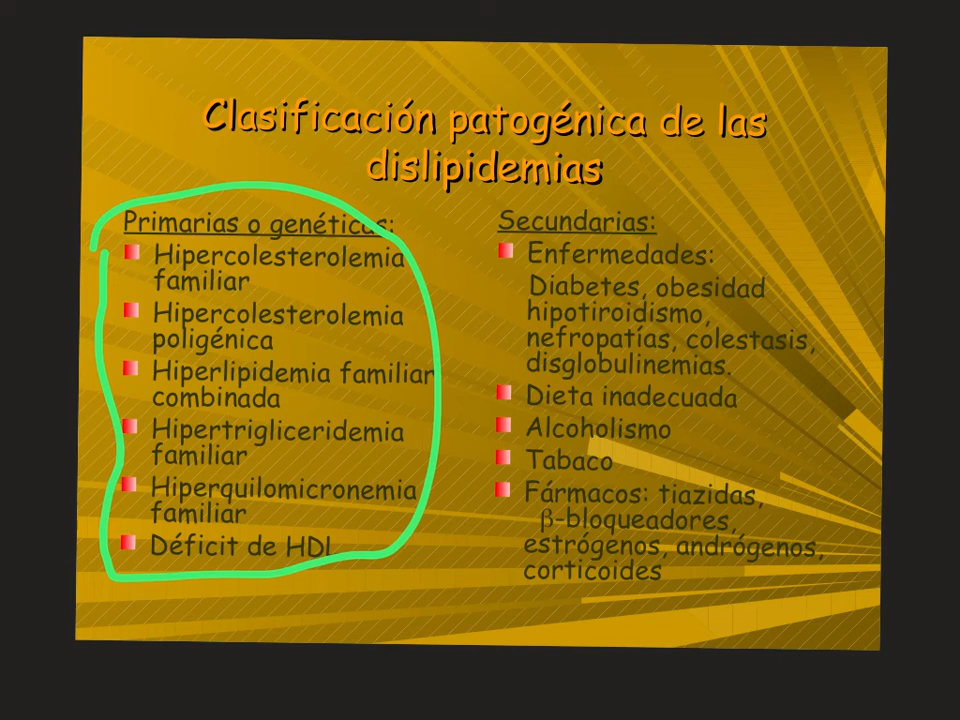 Clasificación patogénica de las
dislipidemias
Primarias o genéticas:
Hipercolesterolemia
familiar
Hipercolesterolemia
poligénica
Hiperlipidemia familiar
combinada
Hipertrigliceridemia
familiar
Hiperquilomicronemia
familiar
Déficit de HDL
Secundarias:
Enfermedades:
Diabetes, obesidad
hipotiroidismo,
nefropatías, colestasis,
disglobulinemias.
Dieta inadecuada
Alcoholismo
Tabaco
Fármacos: tiazidas,
β-bloqueadores,
estrógenos, andrógenos,
corticoides